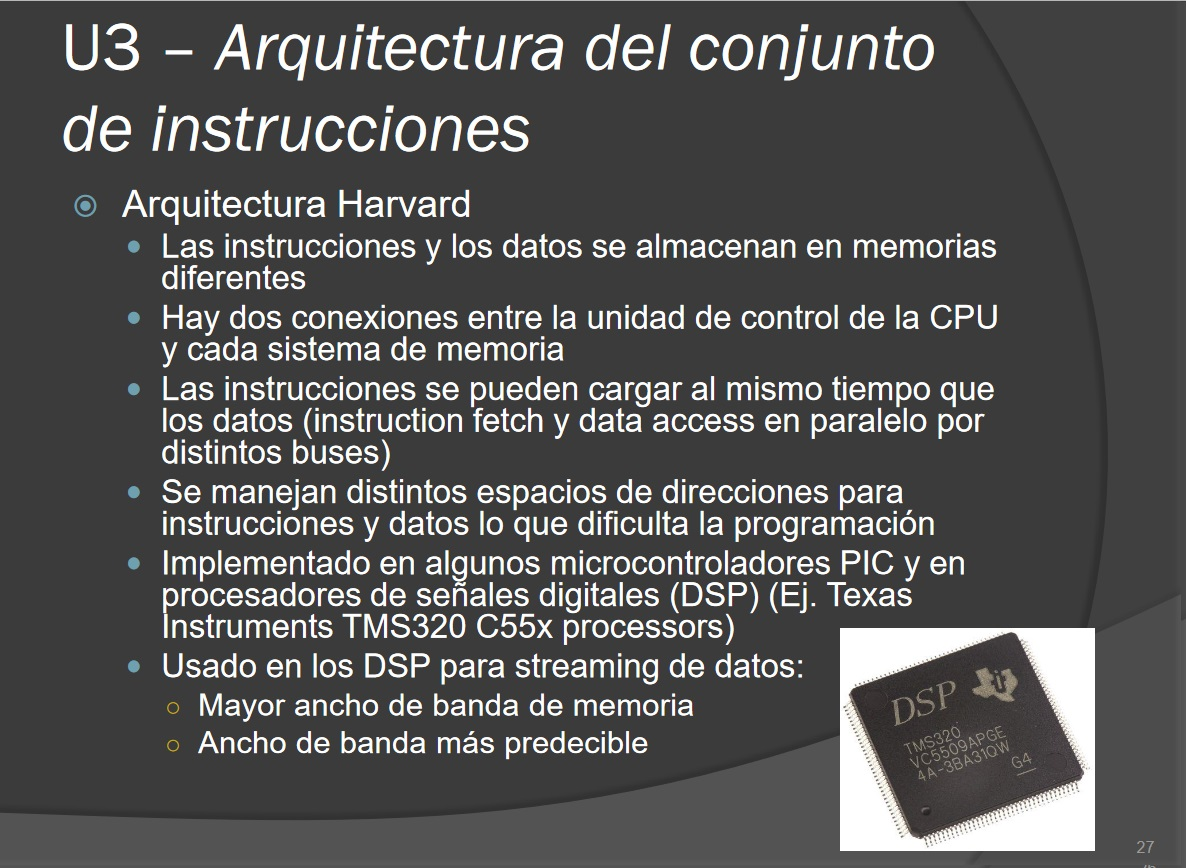 U3 – Arquitectura del conjunto
de instrucciones
Arquitectura Harvard
Las instrucciones y los datos se almacenan en memorias
diferentes
Hay dos conexiones entre la unidad de control de la CPU
y cada sistema de memoria
Las instrucciones se pueden cargar al mismo tiempo que
los datos (instruction fetch y data access en paralelo por
distintos buses)
Se manejan distintos espacios de direcciones para
instrucciones y datos lo que dificulta la programación
Implementado en algunos microcontroladores PIC y en
procesadores de señales digitales (DSP) (Ej. Texas
Instruments TMS320 C55x processors)
Usado en los DSP para streaming de datos:
Mayor ancho de banda de memoria
Ancho de banda más predecible
DSP
TMS320
VC5509APGE
4A-3BA31QW
G4
27